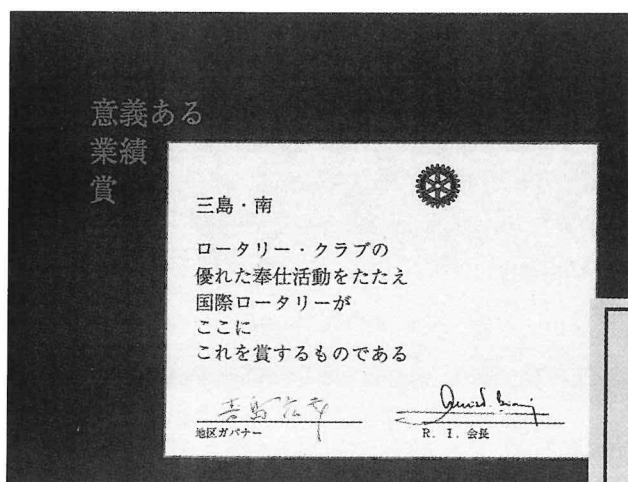 意義ある
業績
賞
三島・南
ロータリー・クラブの
優れた奉仕活動をたたえ
国際ロータリーが
ここに
これを賞するものである
地区ガバナー
R. I. 会長